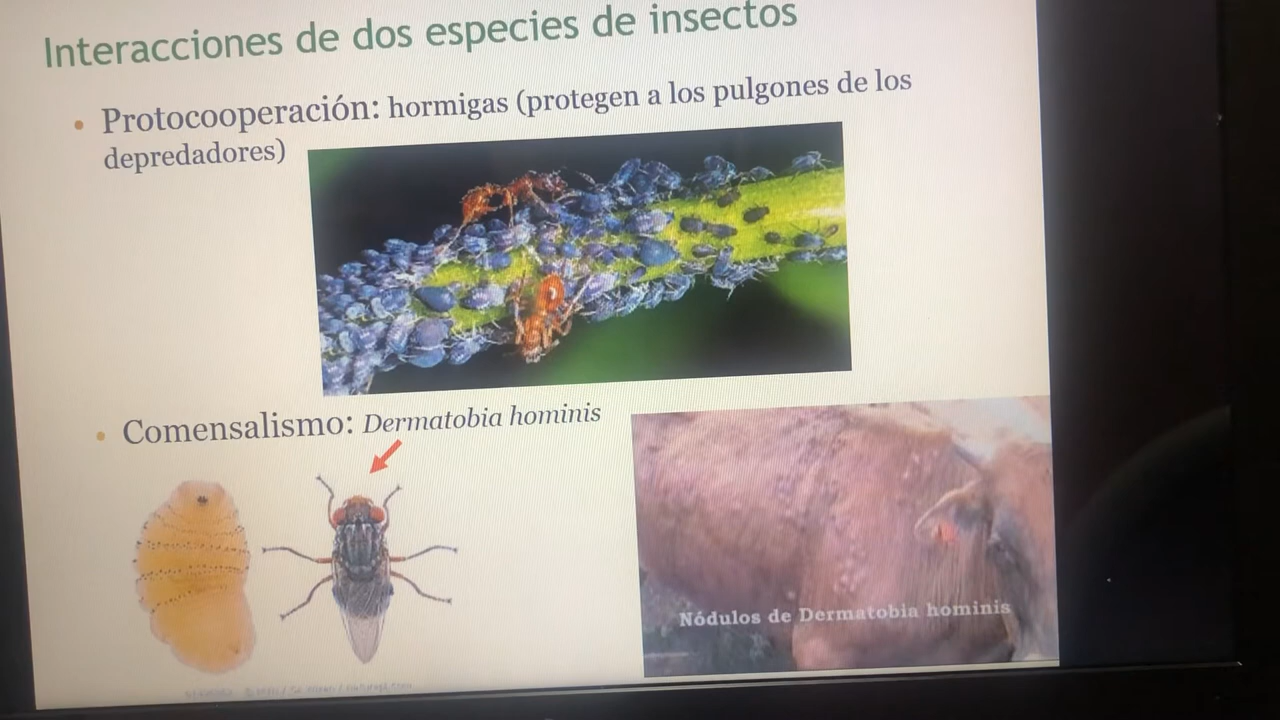 Interacciones de dos especies de insectos
• Protocooperación: hormigas (protegen a los pulgones de los
depredadores)
• Comensalismo: Dermatobia hominis
Nódulos de Dermatobia hominis